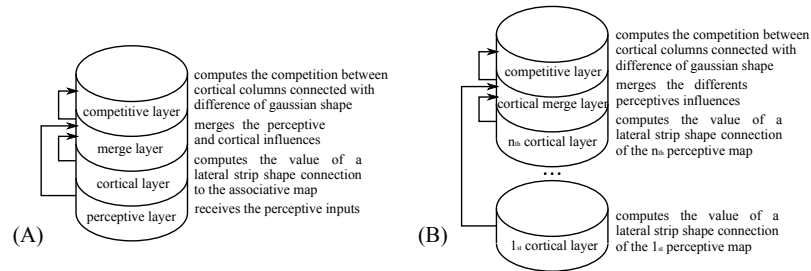 (A)
competitive layer
merge layer
cortical layer
perceptive layer
computes the competition between
cortical columns connected with
difference of gaussian shape
merges the perceptive
and cortical influences
computes the value of a
lateral strip shape connection
to the associative map
receives the perceptive inputs
(B)
competitive layer
cortical merge layer
nth cortical layer
...
1st cortical layer
computes the competition between
cortical columns connected with
difference of gaussian shape
merges the differents
perceptives influences
computes the value of a
lateral strip shape connection
of the nth perceptive map
computes the value of a
lateral strip shape connection
of the 1st perceptive map